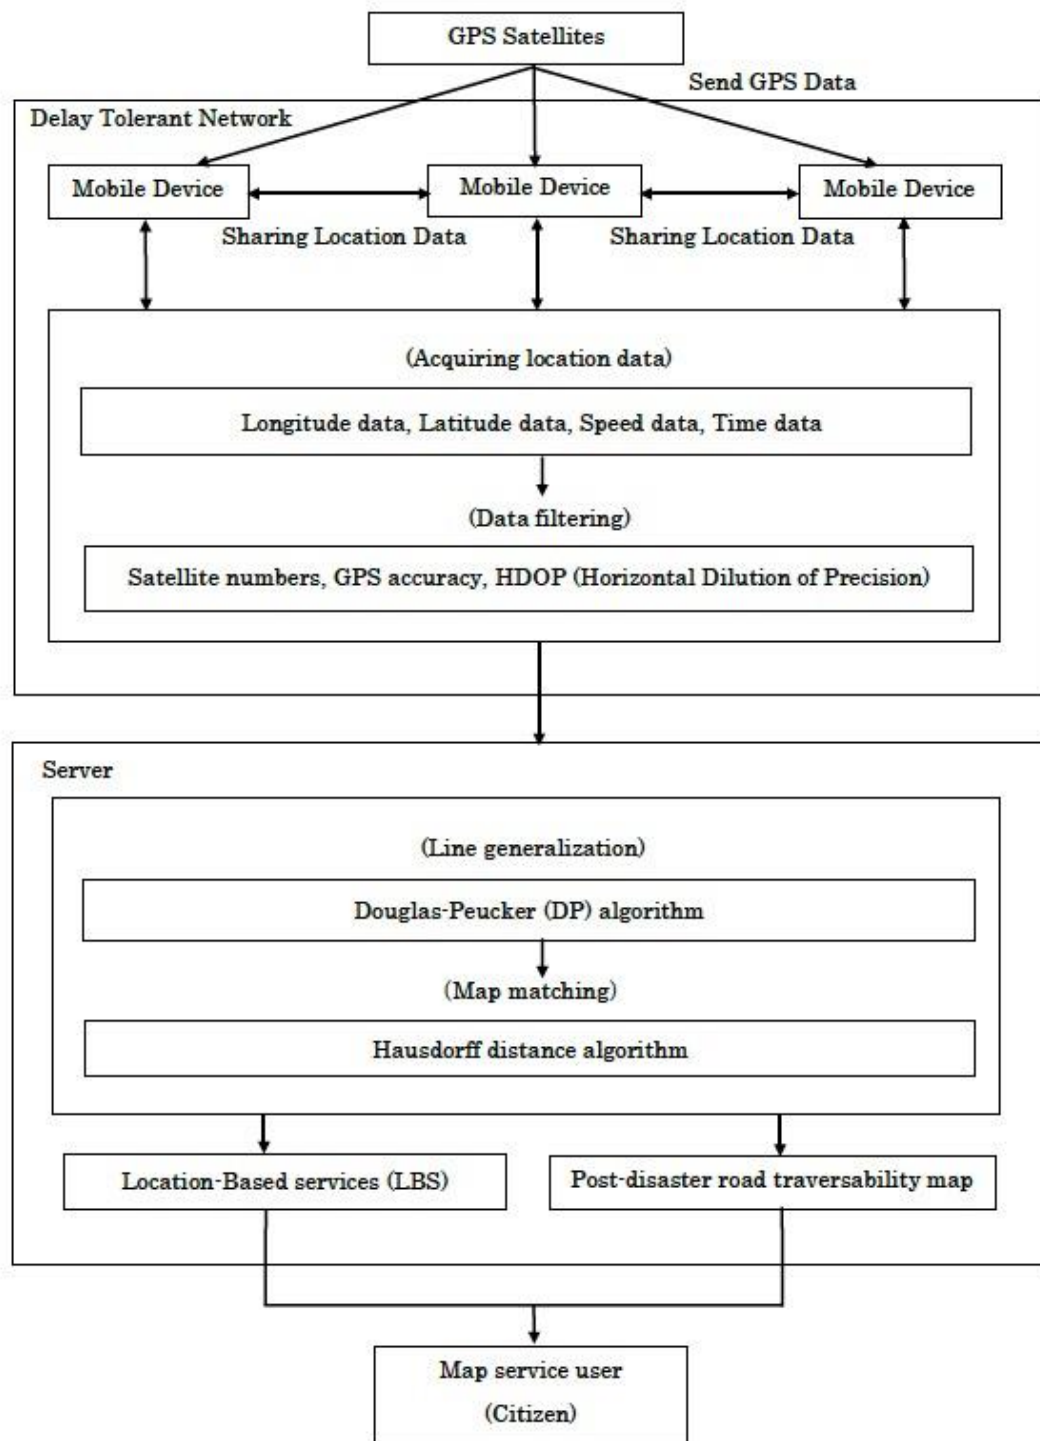 GPS Satellites
Send GPS Data
Delay Tolerant Network
Mobile Device
Mobile Device
Mobile Device
Sharing Location Data
Sharing Location Data
(Acquiring location data)
Longitude data, Latitude data, Speed data, Time data
(Data filtering)
Satellite numbers, GPS accuracy, HDOP (Horizontal Dilution of Precision)
Server
(Line generalization)
Douglas-Peucker (DP) algorithm
(Map matching)
Hausdorff distance algorithm
Location-Based services (LBS)
Post-disaster road traversability map
Map service user
(Citizen)